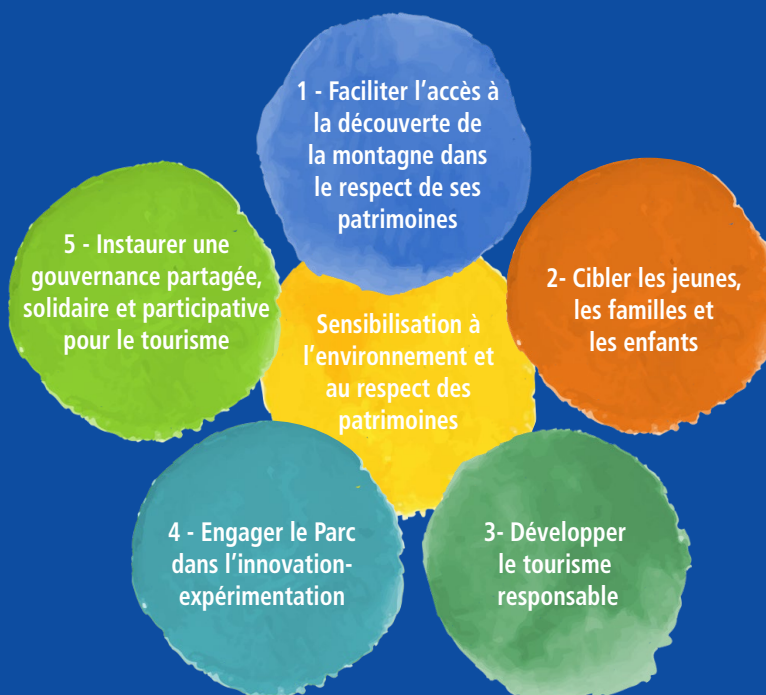 1 - Faciliter l’accès à
la découverte de
la montagne dans
le respect de ses
patrimoines
2- Cibler les jeunes,
les familles et
les enfants
3- Développer
le tourisme
responsable
4 - Engager le Parc
dans l’innovation-
expérimentation
5 - Instaurer une
gouvernance partagée,
solidaire et participative
pour le tourisme
Sensibilisation à
l’environnement et
au respect des
patrimoines